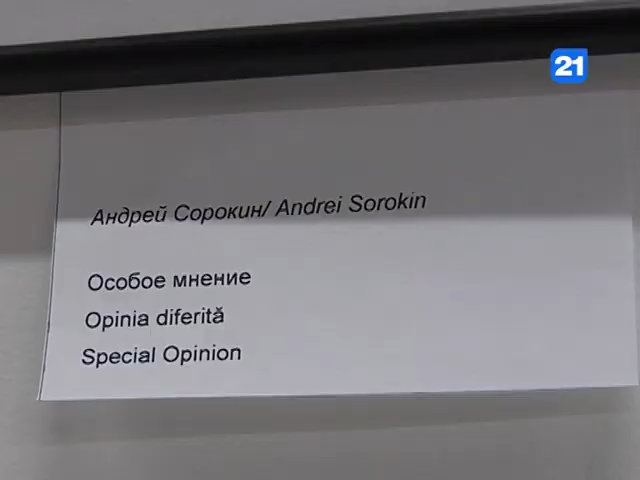 21
Андрей Сорокин/ Andrei Sorokin
Особое мнение
Opinia diferită
Special Opinion